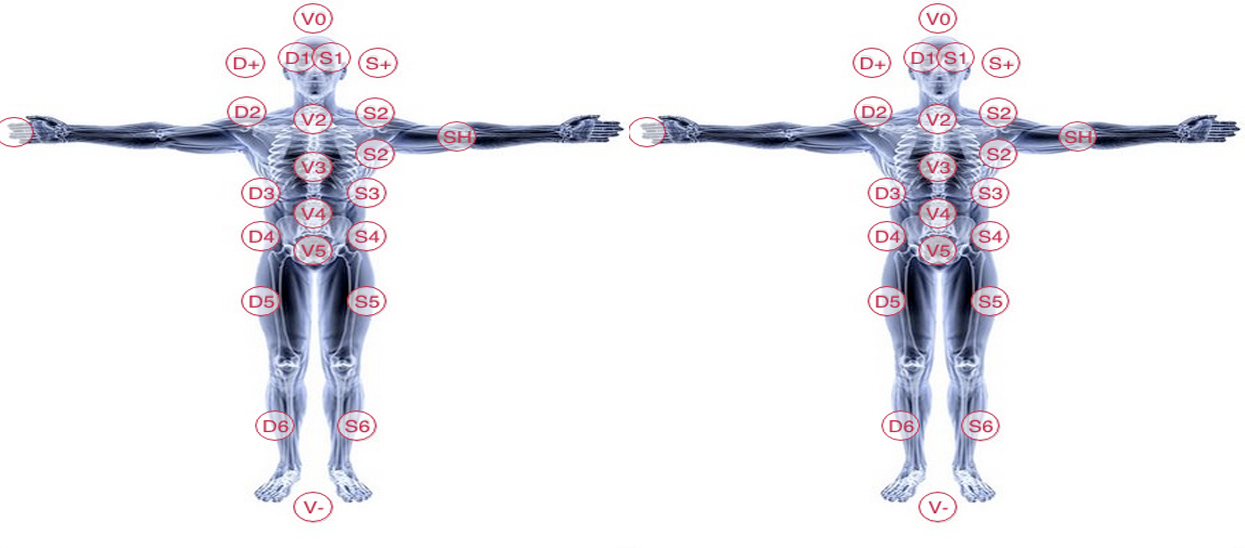 V0 V0
D+ D1 S1 S+ D+ D1 S1 S+
D2 V2 S2 D2 V2 S2
SH SH
S2 S2
V3 V3
D3 S3 D3 S3
V4 V4
D4 S4 D4 S4
V5 V5
D5 S5 D5 S5
D6 S6 D6 S6
V- V-